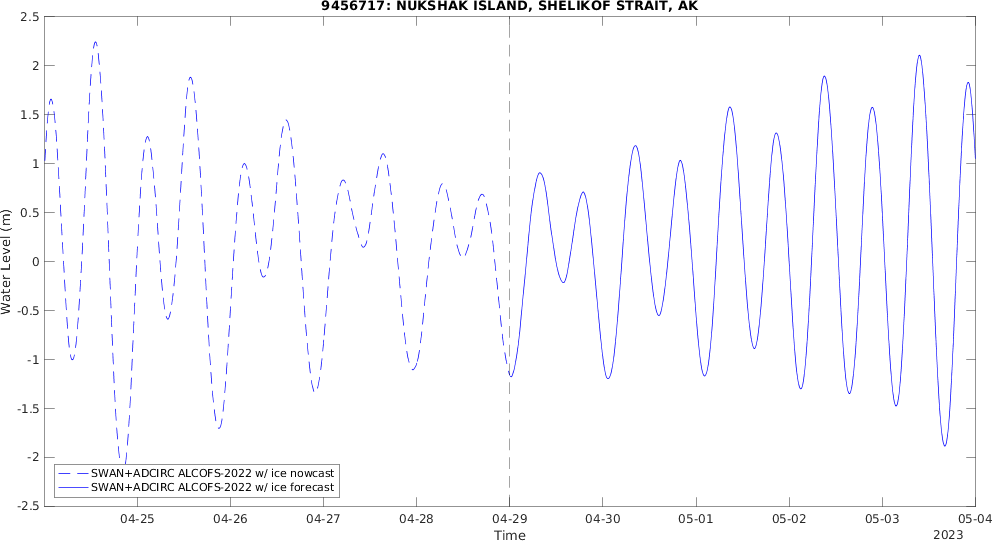 9456717: NUKSHAK ISLAND, SHELIKOF STRAIT, AK
2.5
2
1.5
1
0.5
0
-0.5
-1
-1.5
-2
-2.5
Water Level (m)
SWAN+ADCIRC ALCOFS-2022 w/ ice nowcast
SWAN+ADCIRC ALCOFS-2022 w/ ice forecast
04-25 04-26 04-27 04-28 04-29 04-30 05-01 05-02 05-03 05-04
Time
2023